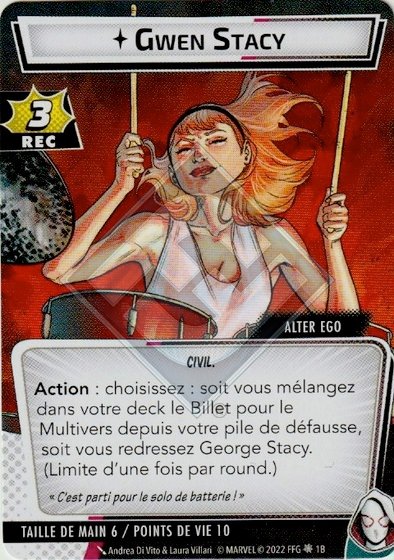 GWEN STACY
3
REC
ALTER EGO
CIVIL.
Action : choisissez : soit vous mélangez
dans votre deck le Billet pour le
Multivers depuis votre pile de défausse,
soit vous redressez George Stacy.
(Limite d'une fois par round.)
« C'est parti pour le solo de batterie ! »
TAILLE DE MAIN 6 / POINTS DE VIE 10
Andrea Di Vito & Laura Villari © MARVEL © 2022 FFG 1B